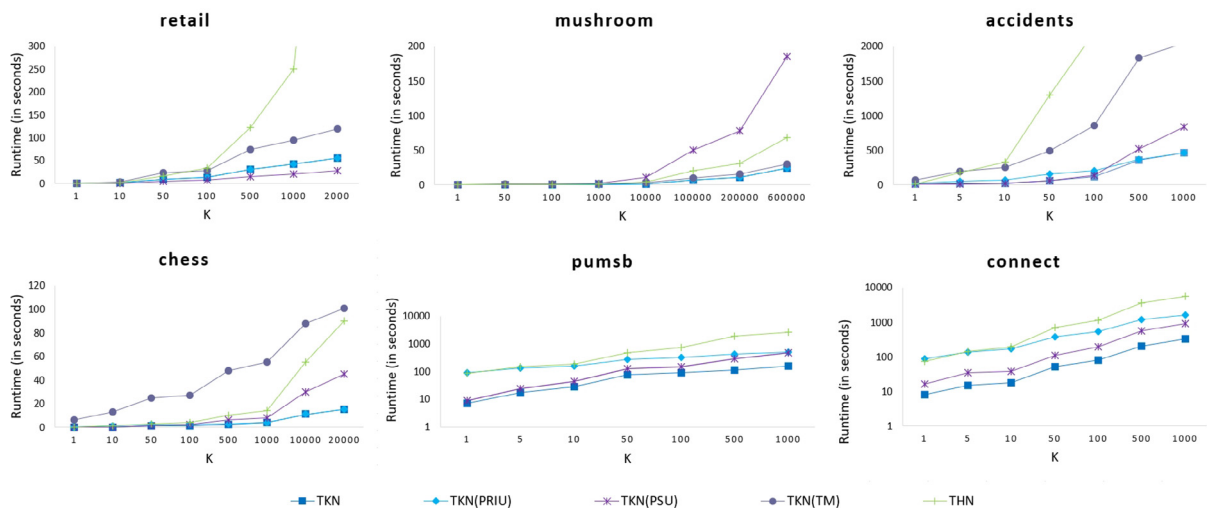 retail
Runtime (in seconds)
300
250
200
150
100
50
0
1 10 50 100 500 1000 2000
K
mushroom
Runtime (in seconds)
200
150
100
50
0
1 50 100 1000 10000 100000 200000 600000
K
accidents
Runtime (in seconds)
2000
1500
1000
500
0
1 5 10 50 100 500 1000
K
chess
Runtime (in seconds)
120
100
80
60
40
20
0
1 10 50 100 500 1000 10000 20000
K
pumsb
Runtime (in seconds)
10000
1000
100
10
1
1 5 10 50 100 500 1000
K
connect
Runtime (in seconds)
10000
1000
100
10
1
1 5 10 50 100 500 1000
K
TKN TKN(PRIU) TKN(PSU) TKN(TM) THN